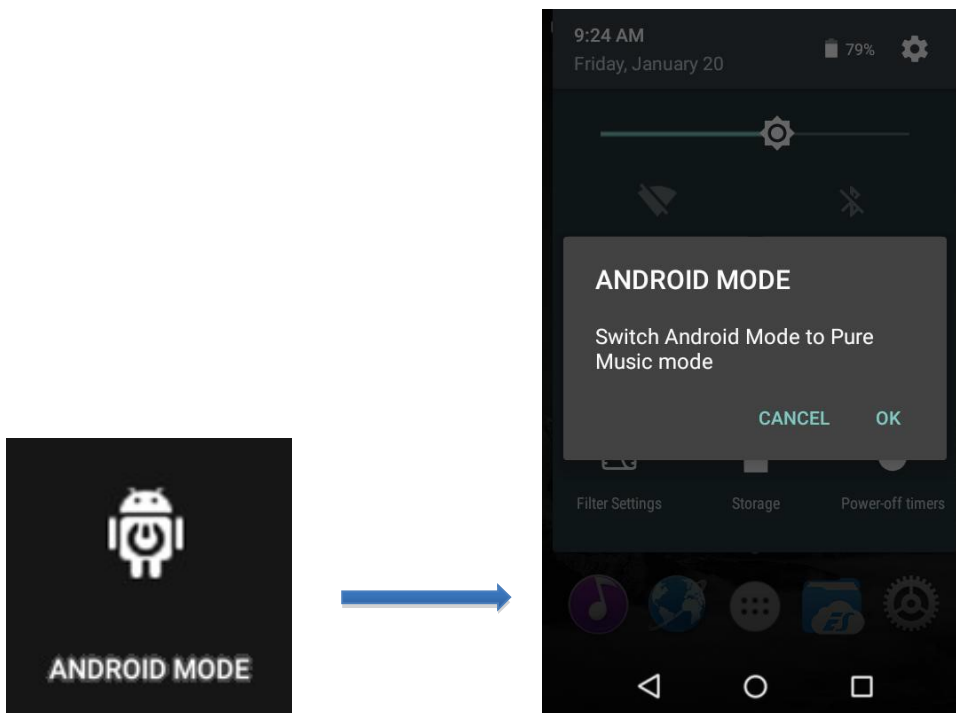 ANDROID MODE
9:24 AM
79%
Friday, January 20
ANDROID MODE
Switch Android Mode to Pure
Music mode
CANCEL OK
Filter Settings Storage Power-off timers
ES